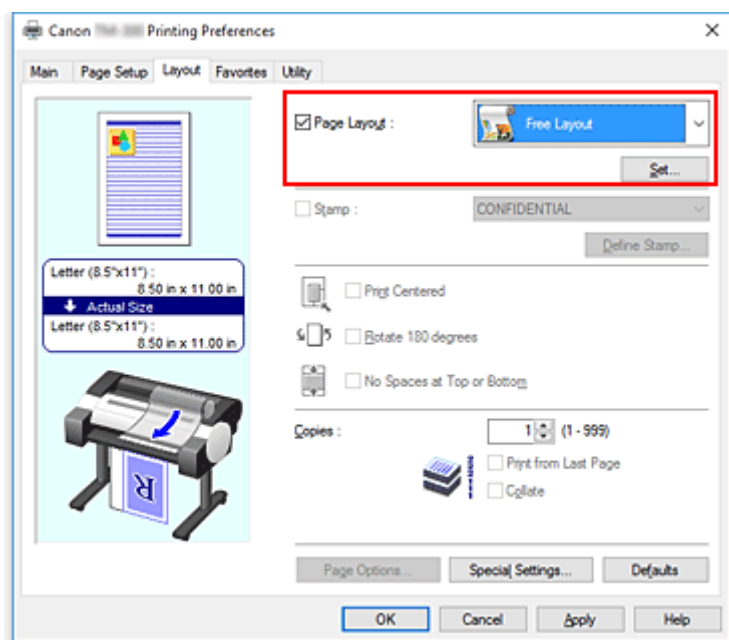 Canon Printing Preferences
Main Page Setup Layout Favorites Utility
Page Layout :
Free Layout
Set...
Stamp :
CONFIDENTIAL
Define Stamp...
Letter (8.5"x11") :
8.50 in x 11.00 in
Actual Size
Letter (8.5"x11") :
8.50 in x 11.00 in
Print Centered
Rotate 180 degrees
No Spaces at Top or Bottom
Copies :
1 (1 - 999)
Print from Last Page
Collate
R
Page Options... Special Settings... Defaults
OK Cancel Apply Help